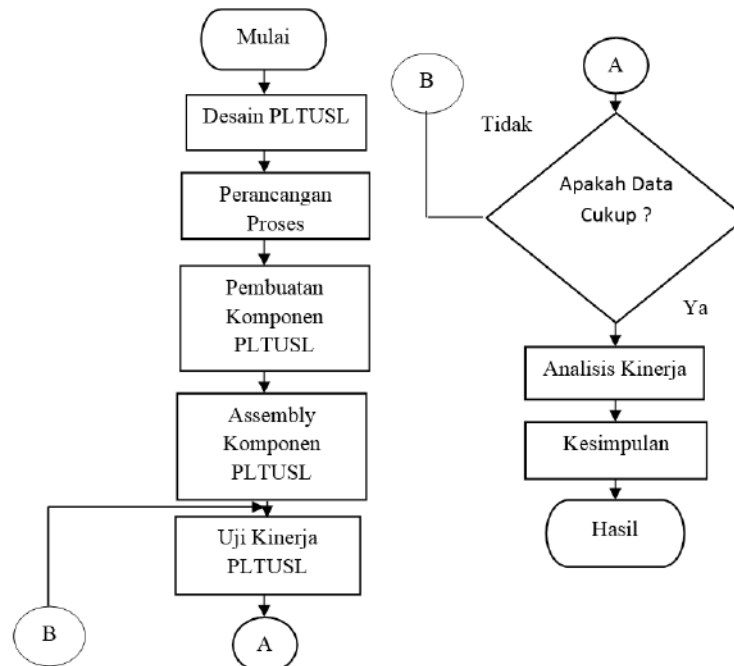 Mulai
Desain PLTUSL
Perancangan
Proses
Pembuatan
Komponen
PLTUSL
Assembly
Komponen
PLTUSL
Uji Kinerja
PLTUSL
B
A
B
A
Tidak
Apakah Data
Cukup ?
Ya
Analisis Kinerja
Kesimpulan
Hasil